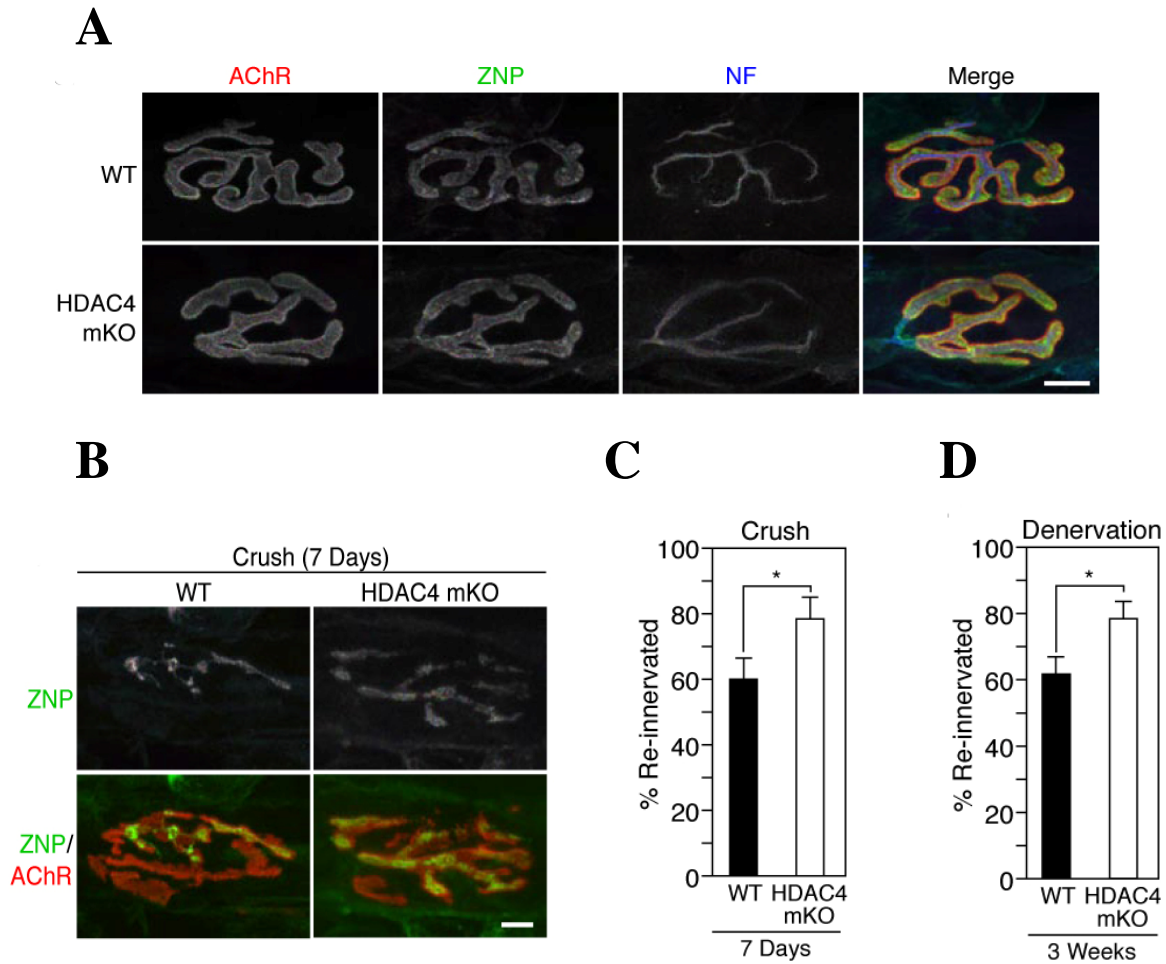 A
AChR
ZNP
NF
Merge
WT
HDAC4
mKO
B
Crush (7 Days)
WT
HDAC4 mKO
ZNP
ZNP/
AChR
C
Crush
% Re-innervated
100
80
60
40
20
0
*
WT
HDAC4
mKO
7 Days
D
Denervation
% Re-innervated
100
80
60
40
20
0
*
WT
HDAC4
mKO
3 Weeks